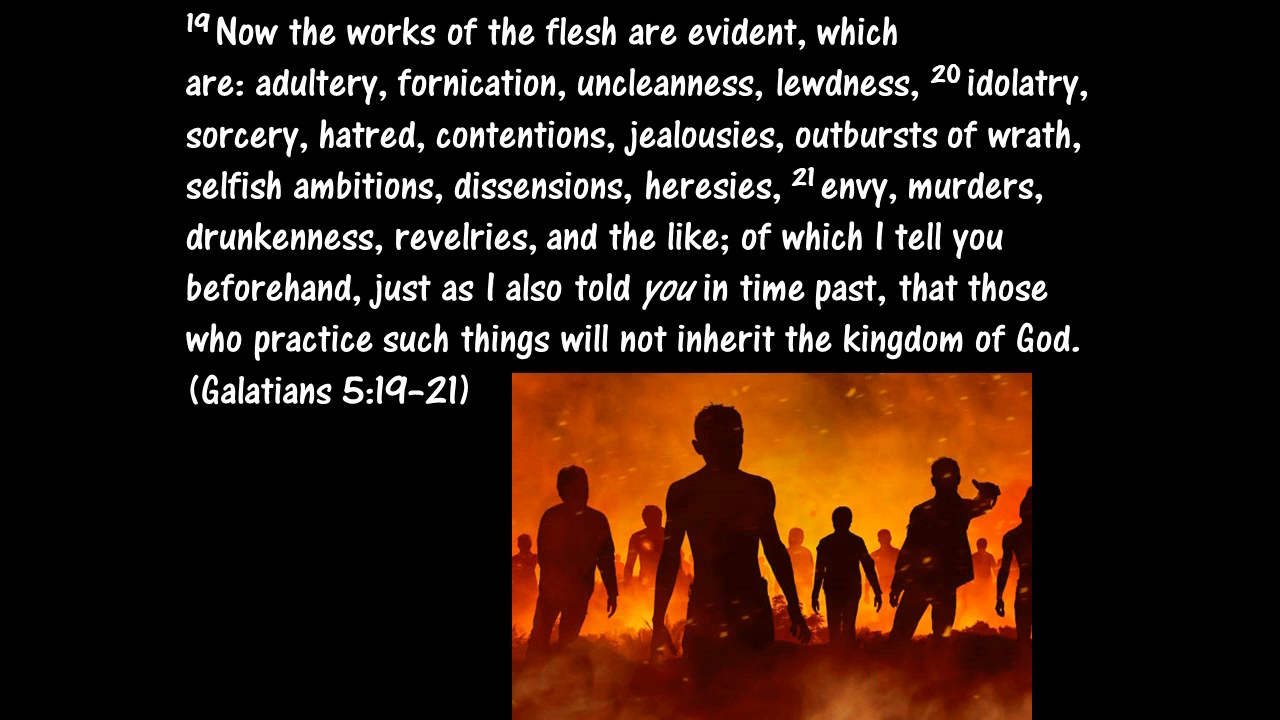 19 Now the works of the flesh are evident, which
are: adultery, fornication, uncleanness, lewdness, 20 idolatry,
sorcery, hatred, contentions, jealousies, outbursts of wrath,
selfish ambitions, dissensions, heresies, 21 envy, murders,
drunkenness, revelries, and the like; of which I tell you
beforehand, just as I also told you in time past, that those
who practice such things will not inherit the kingdom of God.
(Galatians 5:19-21)